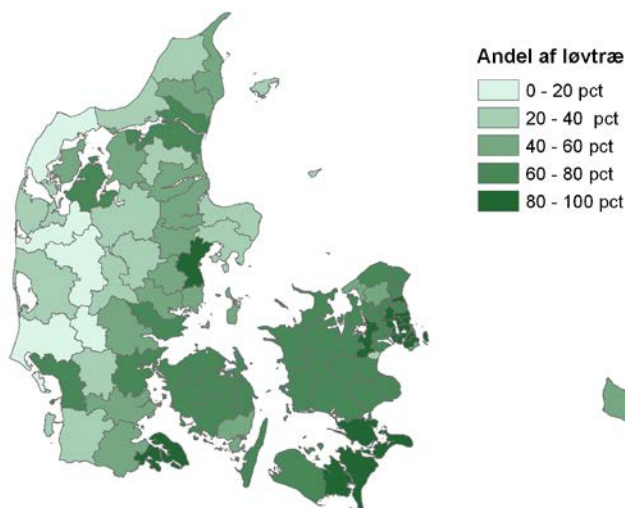 Andel af løvtræ
0 - 20 pct
20 - 40 pct
40 - 60 pct
60 - 80 pct
80 - 100 pct